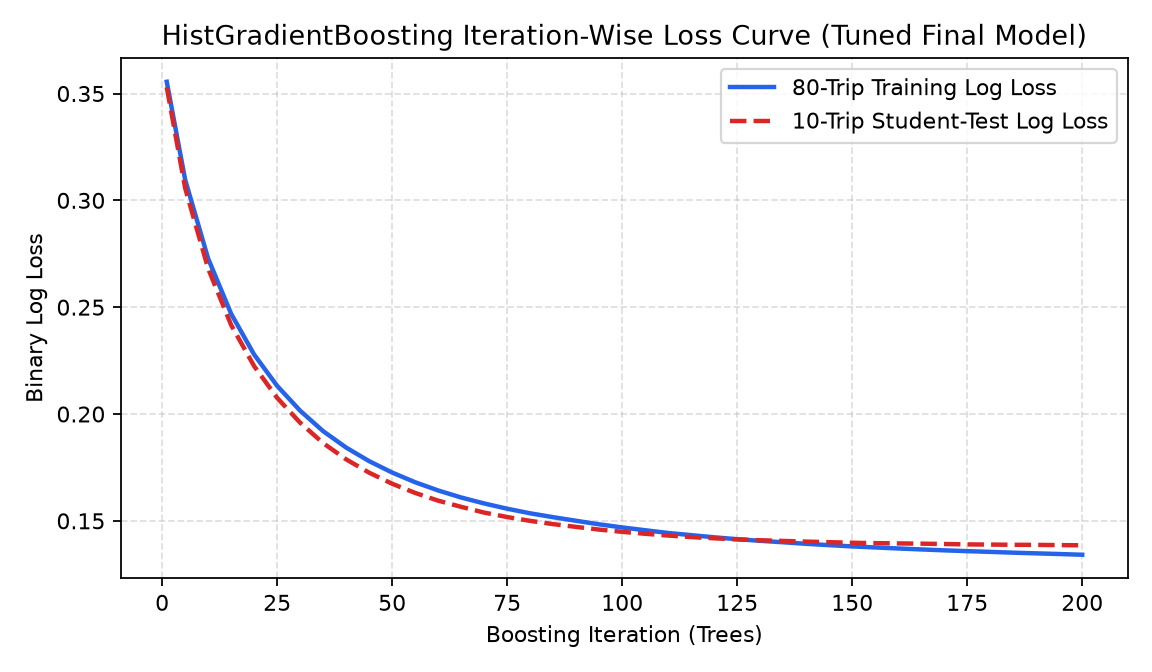 HistGradientBoosting Iteration-Wise Loss Curve (Tuned Final Model)
80-Trip Training Log Loss
10-Trip Student-Test Log Loss
Binary Log Loss
0.35
0.30
0.25
0.20
0.15
0 25 50 75 100 125 150 175 200
Boosting Iteration (Trees)